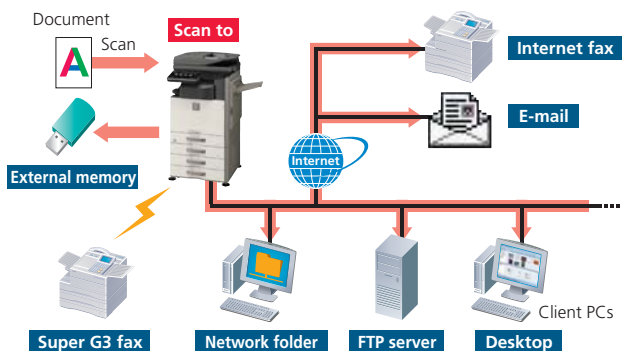 Document
Scan
A
Scan to
Internet fax
E-mail
Internet
External memory
Super G3 fax
Network folder
FTP server
Desktop
Client PCs